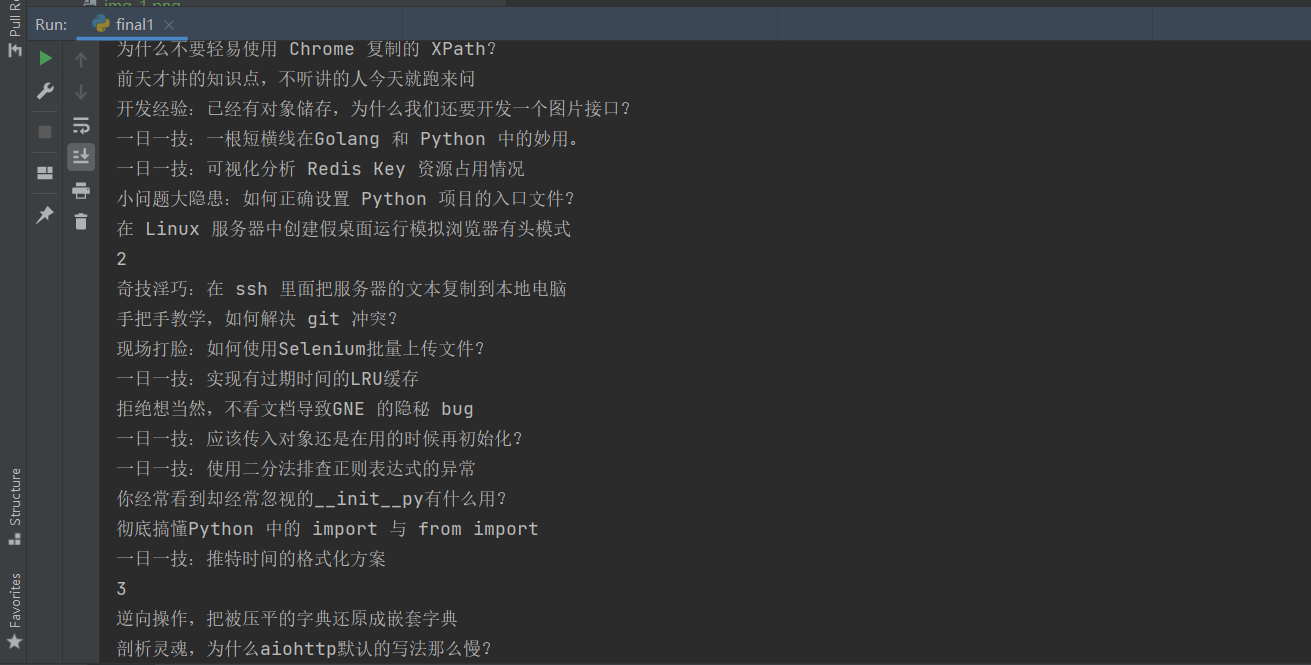 img_1.png
Pull Re
Run:
final1
为什么不要轻易使用 Chrome 复制的 XPath?
前天才讲的知识点，不听讲的人今天就跑来问
开发经验：已经有对象储存，为什么我们还要开发一个图片接口？
一日一技：一根短横线在Golang 和 Python 中的妙用。
一日一技：可视化分析 Redis Key 资源占用情况
小问题大隐患：如何正确设置 Python 项目的入口文件？
在 Linux 服务器中创建假桌面运行模拟浏览器有头模式
2
奇技淫巧：在 ssh 里面把服务器的文本复制到本地电脑
手把手教学，如何解决 git 冲突？
现场打脸：如何使用Selenium批量上传文件？
一日一技：实现有过期时间的LRU缓存
拒绝想当然，不看文档导致GNE 的隐秘 bug
一日一技：应该传入对象还是在用的时候再初始化？
一日一技：使用二分法排查正则表达式的异常
你经常看到却经常忽视的__init__py有什么用？
彻底搞懂Python 中的 import 与 from import
一日一技：推特时间的格式化方案
3
逆向操作，把被压平的字典还原成嵌套字典
剖析灵魂，为什么aiohttp默认的写法那么慢？
Structure
Favorites